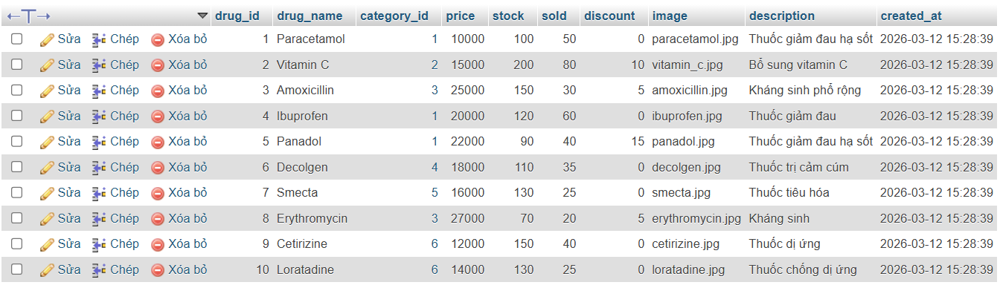 drug_id drug_name category_id price stock sold discount image description created_at
Sửa Chép Xóa bỏ 1 Paracetamol 1 10000 100 50 0 paracetamol.jpg Thuốc giảm đau hạ sốt 2026-03-12 15:28:39
Sửa Chép Xóa bỏ 2 Vitamin C 2 15000 200 80 10 vitamin_c.jpg Bổ sung vitamin C 2026-03-12 15:28:39
Sửa Chép Xóa bỏ 3 Amoxicillin 3 25000 150 30 5 amoxicillin.jpg Kháng sinh phổ rộng 2026-03-12 15:28:39
Sửa Chép Xóa bỏ 4 Ibuprofen 1 20000 120 60 0 ibuprofen.jpg Thuốc giảm đau 2026-03-12 15:28:39
Sửa Chép Xóa bỏ 5 Panadol 1 22000 90 40 15 panadol.jpg Thuốc giảm đau hạ sốt 2026-03-12 15:28:39
Sửa Chép Xóa bỏ 6 Decolgen 4 18000 110 35 0 decolgen.jpg Thuốc trị cảm cúm 2026-03-12 15:28:39
Sửa Chép Xóa bỏ 7 Smecta 5 16000 130 25 0 smecta.jpg Thuốc tiêu hóa 2026-03-12 15:28:39
Sửa Chép Xóa bỏ 8 Erythromycin 3 27000 70 20 5 erythromycin.jpg Kháng sinh 2026-03-12 15:28:39
Sửa Chép Xóa bỏ 9 Cetirizine 6 12000 150 40 0 cetirizine.jpg Thuốc dị ứng 2026-03-12 15:28:39
Sửa Chép Xóa bỏ 10 Loratadine 6 14000 130 25 0 loratadine.jpg Thuốc chống dị ứng 2026-03-12 15:28:39